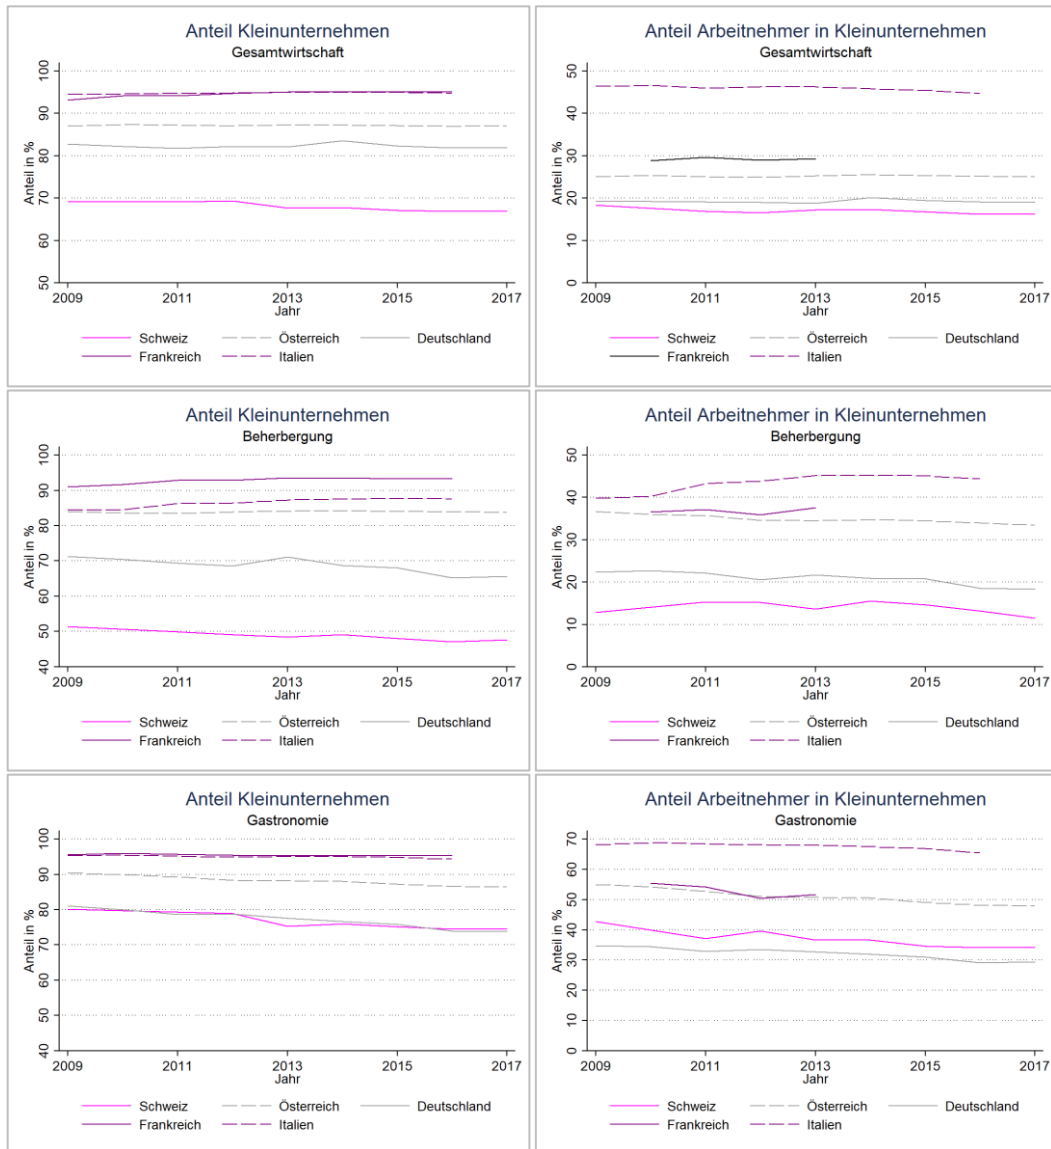 Anteil Kleinunternehmen
Gesamtwirtschaft
Anteil in %
100
90
80
70
60
50
2009 2011 2013 2015 2017
Jahr
Schweiz Österreich Deutschland
Frankreich Italien
Anteil Arbeitnehmer in Kleinunternehmen
Gesamtwirtschaft
Anteil in %
50
40
30
20
10
0
2009 2011 2013 2015 2017
Jahr
Schweiz Österreich Deutschland
Frankreich Italien
Anteil Kleinunternehmen
Beherbergung
Anteil in %
100
90
80
70
60
50
40
2009 2011 2013 2015 2017
Jahr
Schweiz Österreich Deutschland
Frankreich Italien
Anteil Arbeitnehmer in Kleinunternehmen
Beherbergung
Anteil in %
50
40
30
20
10
0
2009 2011 2013 2015 2017
Jahr
Schweiz Österreich Deutschland
Frankreich Italien
Anteil Kleinunternehmen
Gastronomie
Anteil in %
100
90
80
70
60
50
40
2009 2011 2013 2015 2017
Jahr
Schweiz Österreich Deutschland
Frankreich Italien
Anteil Arbeitnehmer in Kleinunternehmen
Gastronomie
Anteil in %
70
60
50
40
30
20
10
0
2009 2011 2013 2015 2017
Jahr
Schweiz Österreich Deutschland
Frankreich Italien